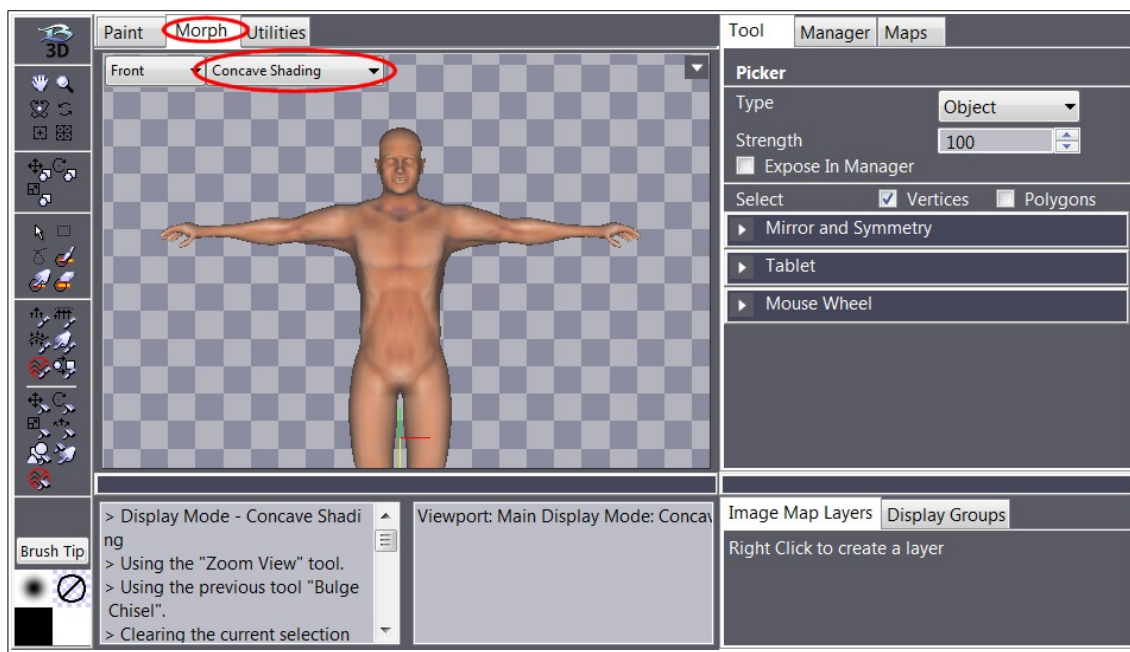 3D
Paint Morph Utilities
Front Concave Shading
Tool Manager Maps
Picker
Type Object
Strength 100
Expose In Manager
Select Vertices Polygons
Mirror and Symmetry
Tablet
Mouse Wheel
> Display Mode - Concave Shadi
ng
> Using the "Zoom View" tool.
> Using the previous tool "Bulge
Chisel".
> Clearing the current selection
Viewport: Main Display Mode: Concav
Image Map Layers Display Groups
Right Click to create a layer
Brush Tip